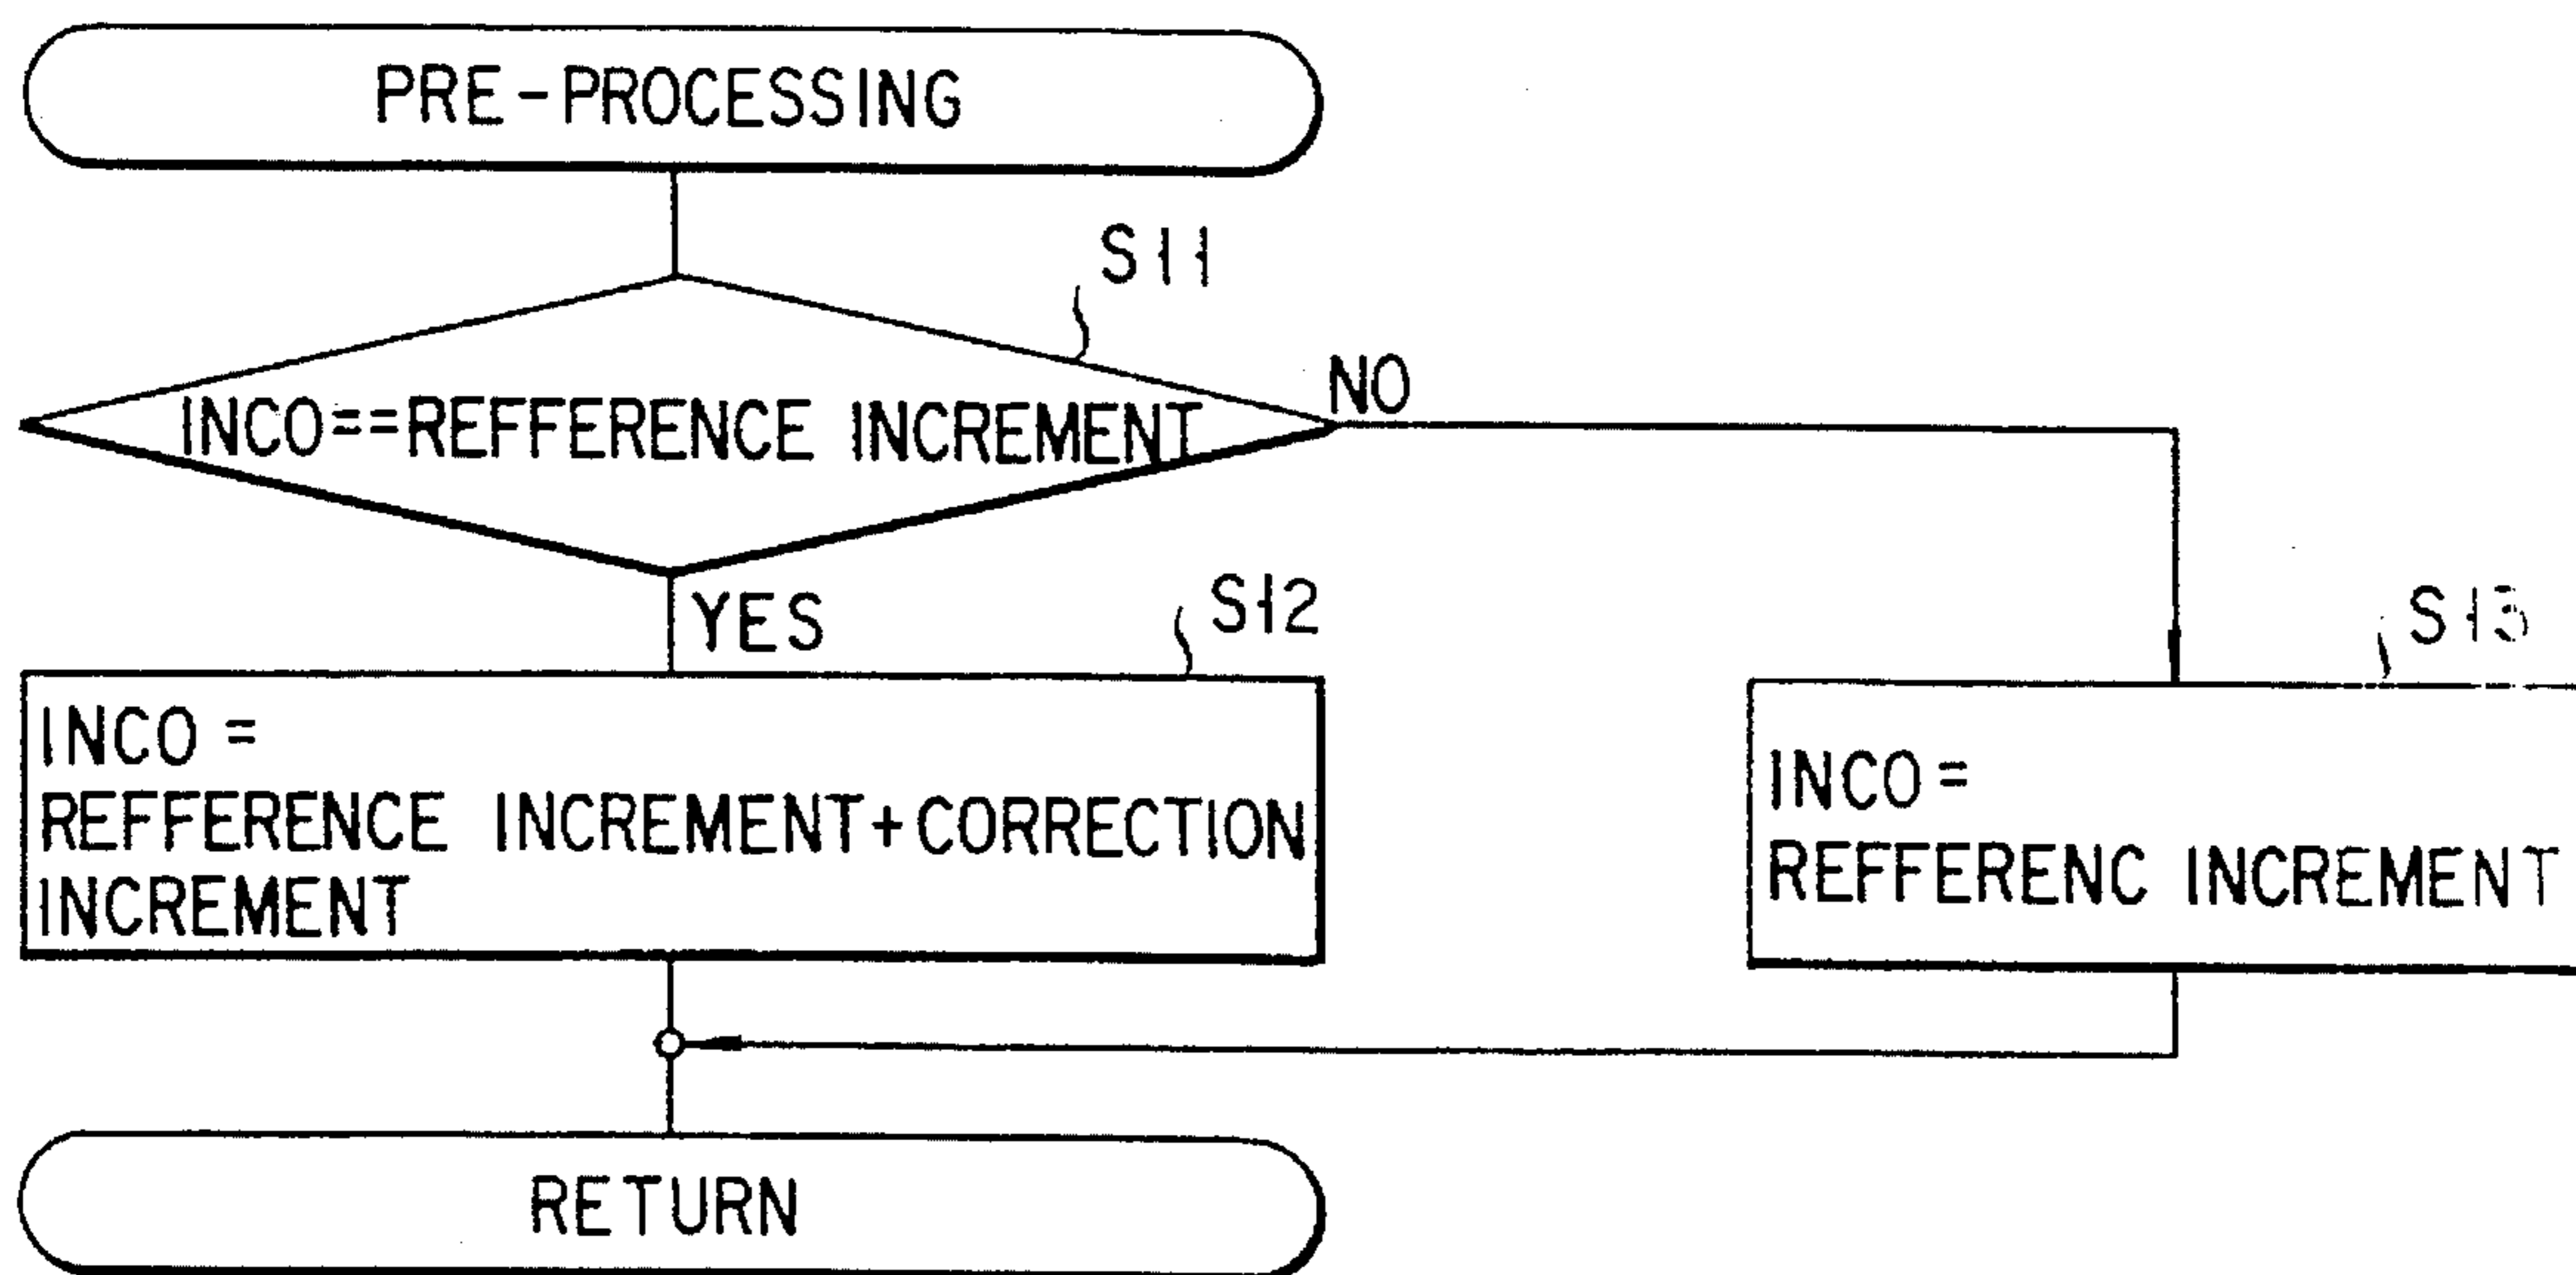 PRE-PROCESSING
S11
INCO==REFFERENCE INCREMENT
NO
YES
S12
S13
INCO =
REFFERENCE INCREMENT+CORRECTION
INCREMENT
INCO =
REFFERENC INCREMENT
RETURN